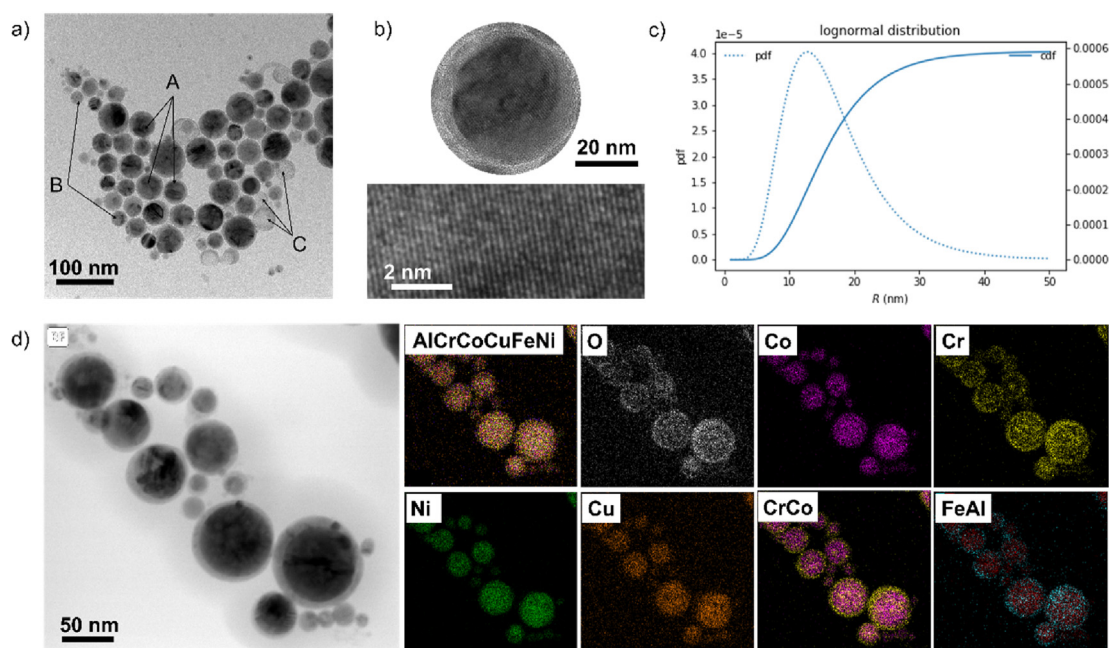 a)
A
B
C
100 nm
b)
20 nm
2 nm
c)
lognormal distribution
1e−5
pdf
cdf
4.0
3.5
3.0
2.5
2.0
1.5
1.0
0.5
0.0
pdf
0.0006
0.0005
0.0004
0.0003
0.0002
0.0001
0.0000
0
10
20
30
40
50
R (nm)
d)
50 nm
AlCrCoCuFeNi
O
Co
Cr
Ni
Cu
CrCo
FeAl